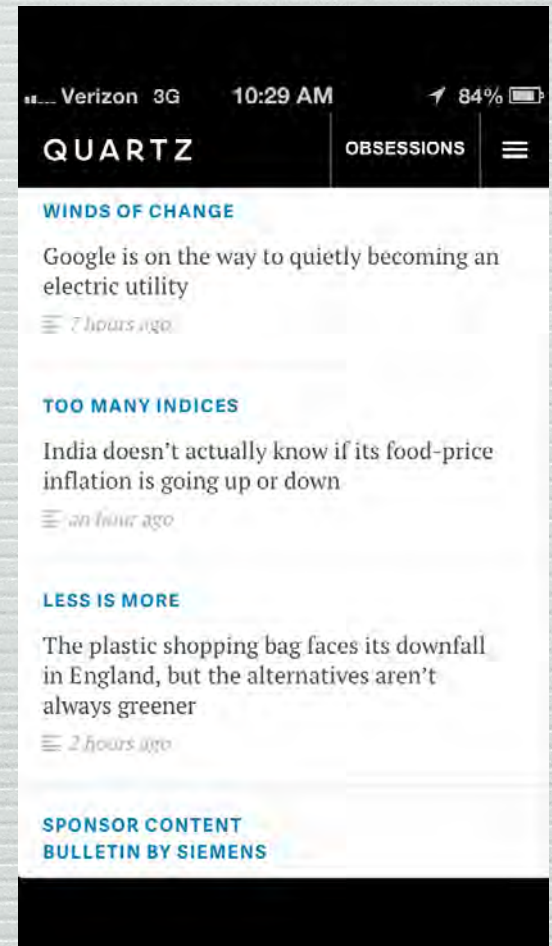 Verizon 3G 10:29 AM 84%
QUARTZ OBSESSIONS
WINDS OF CHANGE
Google is on the way to quietly becoming an
electric utility
7 hours ago
TOO MANY INDICES
India doesn't actually know if its food-price
inflation is going up or down
an hour ago
LESS IS MORE
The plastic shopping bag faces its downfall
in England, but the alternatives aren't
always greener
2 hours ago
SPONSOR CONTENT
BULLETIN BY SIEMENS